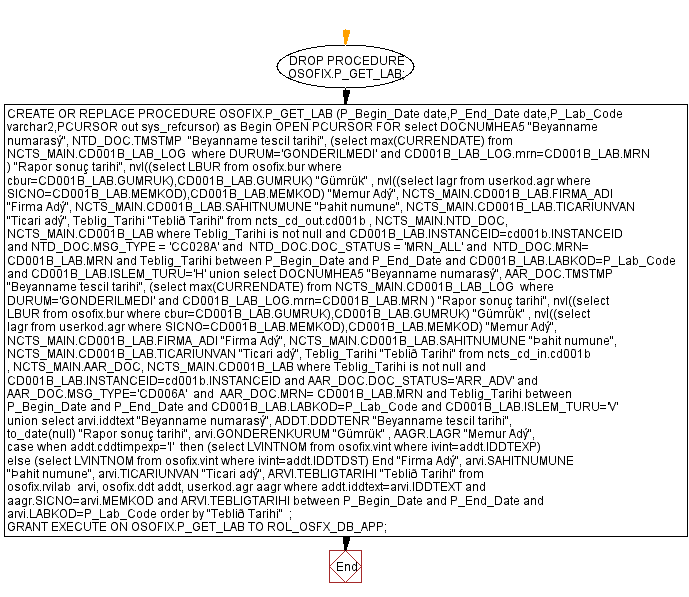 DROP PROCEDURE
OSOFIX.P_GET_LAB;
CREATE OR REPLACE PROCEDURE OSOFIX.P_GET_LAB (P_Begin_Date date,P_End_Date date,P_Lab_Code
varchar2,PCURSOR out sys_refcursor) as Begin OPEN PCURSOR FOR select DOCNUMHEA5 "Beyanname
numarasý", NTD_DOC.TMSTMP  "Beyanname tescil tarihi", (select max(CURRENDATE) from
NCTS_MAIN.CD001B_LAB_LOG  where DURUM='GONDERILMEDI' and CD001B_LAB_LOG.mrn=CD001B_LAB.MRN
) "Rapor sonuç tarihi", nvl((select LBUR from osofix.bur where
cbur=CD001B_LAB.GUMRUK),CD001B_LAB.GUMRUK) "Gümrük" , nvl((select lagr from userkod.agr where
SICNO=CD001B_LAB.MEMKOD),CD001B_LAB.MEMKOD) "Memur Adý", NCTS_MAIN.CD001B_LAB.FIRMA_ADI
"Firma Adý", NCTS_MAIN.CD001B_LAB.SAHITNUMUNE "Þahit numune", NCTS_MAIN.CD001B_LAB.TICARIUNVAN
"Ticari adý", Teblig_Tarihi "Teblið Tarihi" from ncts_cd_out.cd001b , NCTS_MAIN.NTD_DOC,
NCTS_MAIN.CD001B_LAB where Teblig_Tarihi is not null and CD001B_LAB.INSTANCEID=cd001b.INSTANCEID
and NTD_DOC.MSG_TYPE = 'CC028A' and  NTD_DOC.DOC_STATUS = 'MRN_ALL' and  NTD_DOC.MRN=
CD001B_LAB.MRN and Teblig_Tarihi between P_Begin_Date and P_End_Date and CD001B_LAB.LABKOD=P_Lab_Code
and CD001B_LAB.ISLEM_TURU='H' union select DOCNUMHEA5 "Beyanname numarasý", AAR_DOC.TMSTMP
"Beyanname tescil tarihi", (select max(CURRENDATE) from NCTS_MAIN.CD001B_LAB_LOG  where
DURUM='GONDERILMEDI' and CD001B_LAB_LOG.mrn=CD001B_LAB.MRN ) "Rapor sonuç tarihi", nvl((select
LBUR from osofix.bur where cbur=CD001B_LAB.GUMRUK),CD001B_LAB.GUMRUK) "Gümrük" , nvl((select
lagr from userkod.agr where SICNO=CD001B_LAB.MEMKOD),CD001B_LAB.MEMKOD) "Memur Adý",
NCTS_MAIN.CD001B_LAB.FIRMA_ADI "Firma Adý", NCTS_MAIN.CD001B_LAB.SAHITNUMUNE "Þahit numune",
NCTS_MAIN.CD001B_LAB.TICARIUNVAN "Ticari adý", Teblig_Tarihi "Teblið Tarihi" from ncts_cd_in.cd001b
, NCTS_MAIN.AAR_DOC, NCTS_MAIN.CD001B_LAB where Teblig_Tarihi is not null and
CD001B_LAB.INSTANCEID=cd001b.INSTANCEID and AAR_DOC.DOC_STATUS='ARR_ADV' and
AAR_DOC.MSG_TYPE='CD006A'  and  AAR_DOC.MRN= CD001B_LAB.MRN and Teblig_Tarihi between
P_Begin_Date and P_End_Date and CD001B_LAB.LABKOD=P_Lab_Code and CD001B_LAB.ISLEM_TURU='V'
union select arvi.iddtext "Beyanname numarasý", ADDT.DDDTENR "Beyanname tescil tarihi",
to_date(null) "Rapor sonuç tarihi", arvi.GONDERENKURUM "Gümrük" , AAGR.LAGR "Memur Adý",
case when addt.cddtimpexp='I'  then (select LVINTNOM from osofix.vint where ivint=addt.IDDTEXP)
else (select LVINTNOM from osofix.vint where ivint=addt.IDDTDST) End "Firma Adý", arvi.SAHITNUMUNE
"Þahit numune", arvi.TICARIUNVAN "Ticari adý", ARVI.TEBLIGTARIHI "Teblið Tarihi" from
osofix.rvilab  arvi, osofix.ddt addt, userkod.agr aagr where addt.iddtext=arvi.IDDTEXT and
aagr.SICNO=arvi.MEMKOD and ARVI.TEBLIGTARIHI between P_Begin_Date and P_End_Date and
arvi.LABKOD=P_Lab_Code order by "Teblið Tarihi"  ;
GRANT EXECUTE ON OSOFIX.P_GET_LAB TO ROL_OSFX_DB_APP;
End